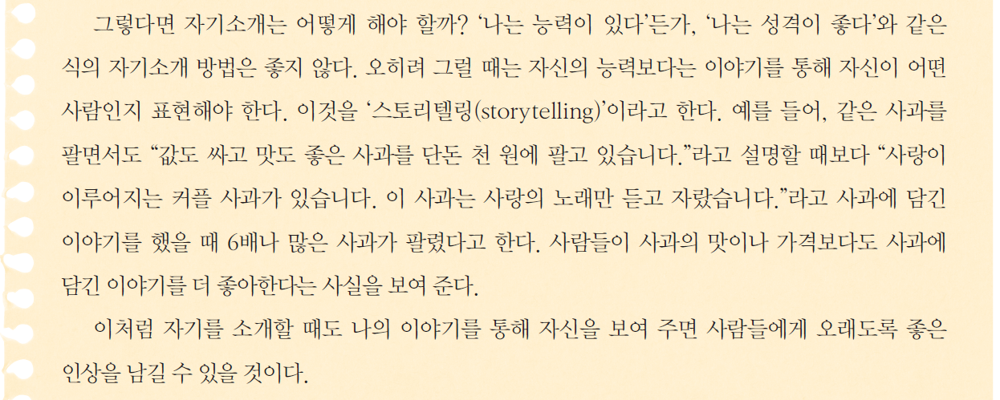 그렇다면 자기소개는 어떻게 해야 할까? ‘나는 능력이 있다’든가, ‘나는 성격이 좋다’와 같은
식의 자기소개 방법은 좋지 않다. 오히려 그럴 때는 자신의 능력보다는 이야기를 통해 자신이 어떤
사람인지 표현해야 한다. 이것을 ‘스토리텔링(storytelling)’이라고 한다. 예를 들어, 같은 사과를
팔면서도 “값도 싸고 맛도 좋은 사과를 단돈 천 원에 팔고 있습니다.”라고 설명할 때보다 “사랑이
이루어지는 커플 사과가 있습니다. 이 사과는 사랑의 노래만 듣고 자랐습니다.”라고 사과에 담긴
이야기를 했을 때 6배나 많은 사과가 팔렸다고 한다. 사람들이 사과의 맛이나 가격보다도 사과에
담긴 이야기를 더 좋아한다는 사실을 보여 준다.
이처럼 자기를 소개할 때도 나의 이야기를 통해 자신을 보여 주면 사람들에게 오래도록 좋은
인상을 남길 수 있을 것이다.